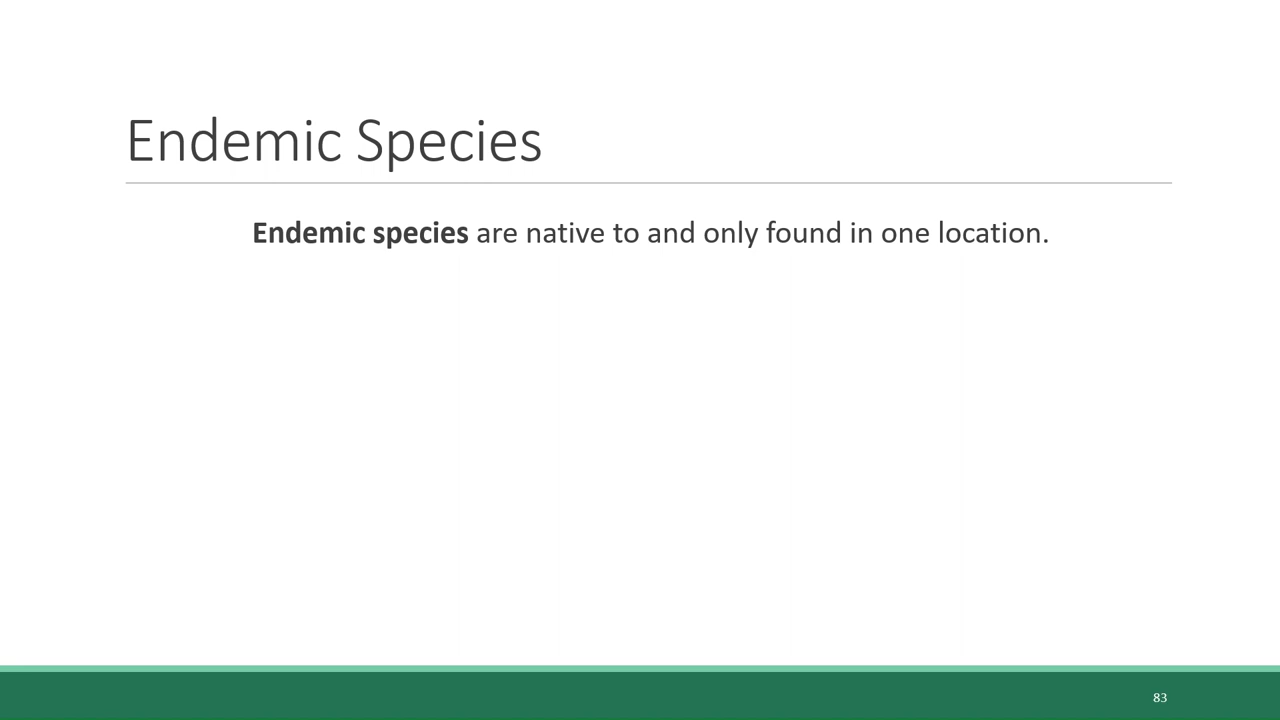 Endemic Species
Endemic species are native to and only found in one location.
83